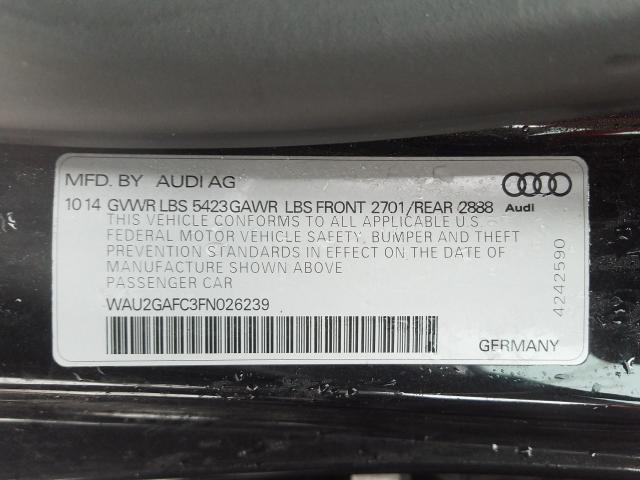 MFD. BY AUDI AG
10 14 GVWR LBS 5423 GAWR LBS FRONT 2701/REAR 2888
Audi
THIS VEHICLE CONFORMS TO ALL APPLICABLE U.S.
FEDERAL MOTOR VEHICLE SAFETY, BUMPER AND THEFT
PREVENTION STANDARDS IN EFFECT ON THE DATE OF
MANUFACTURE SHOWN ABOVE
PASSENGER CAR
WAU2GAFC3FN026239
GERMANY
4242590